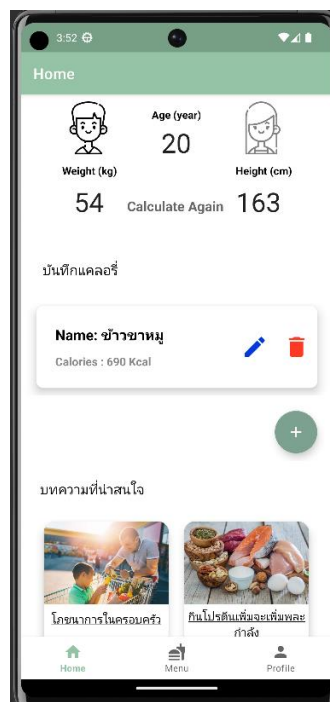 3:52
Home
Age (year)
20
Weight (kg)
Height (cm)
54
Calculate Again
163
บันทึกแคลอรี่
Name: ข้าวขาหมู
Calories : 690 Kcal
+
บทความที่น่าสนใจ
โภชนาการในครอบครัว
กินโปรตีนเพิ่มจะเพิ่มพละ
กำลัง
Home
Menu
Profile